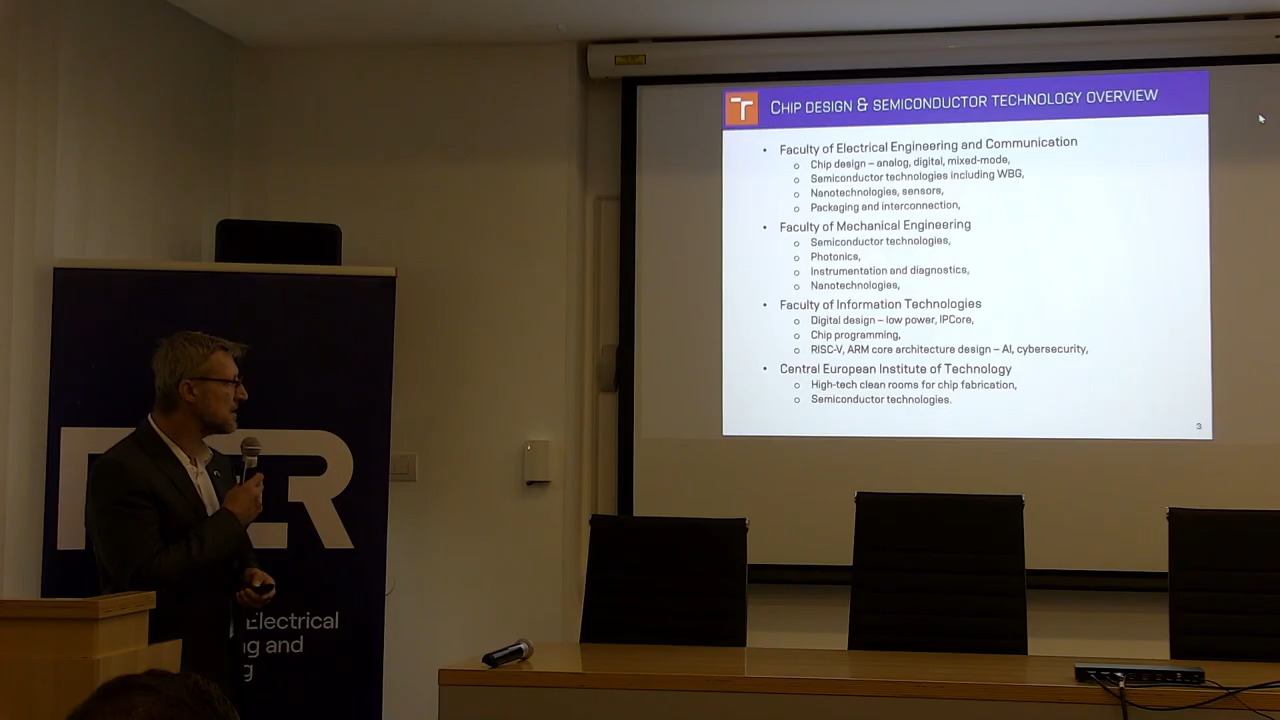 CHIP DESIGN & SEMICONDUCTOR TECHNOLOGY OVERVIEW
• Faculty of Electrical Engineering and Communication
o Chip design – analog, digital, mixed-mode,
o Semiconductor technologies including WBG,
o Nanotechnologies, sensors,
o Packaging and interconnection,
• Faculty of Mechanical Engineering
o Semiconductor technologies,
o Photonics,
o Instrumentation and diagnostics,
o Nanotechnologies,
• Faculty of Information Technologies
o Digital design – low power, IPCore,
o Chip programming,
o RISC-V, ARM core architecture design – AI, cybersecurity,
• Central European Institute of Technology
o High-tech clean rooms for chip fabrication,
o Semiconductor technologies.
3
Electrical
and